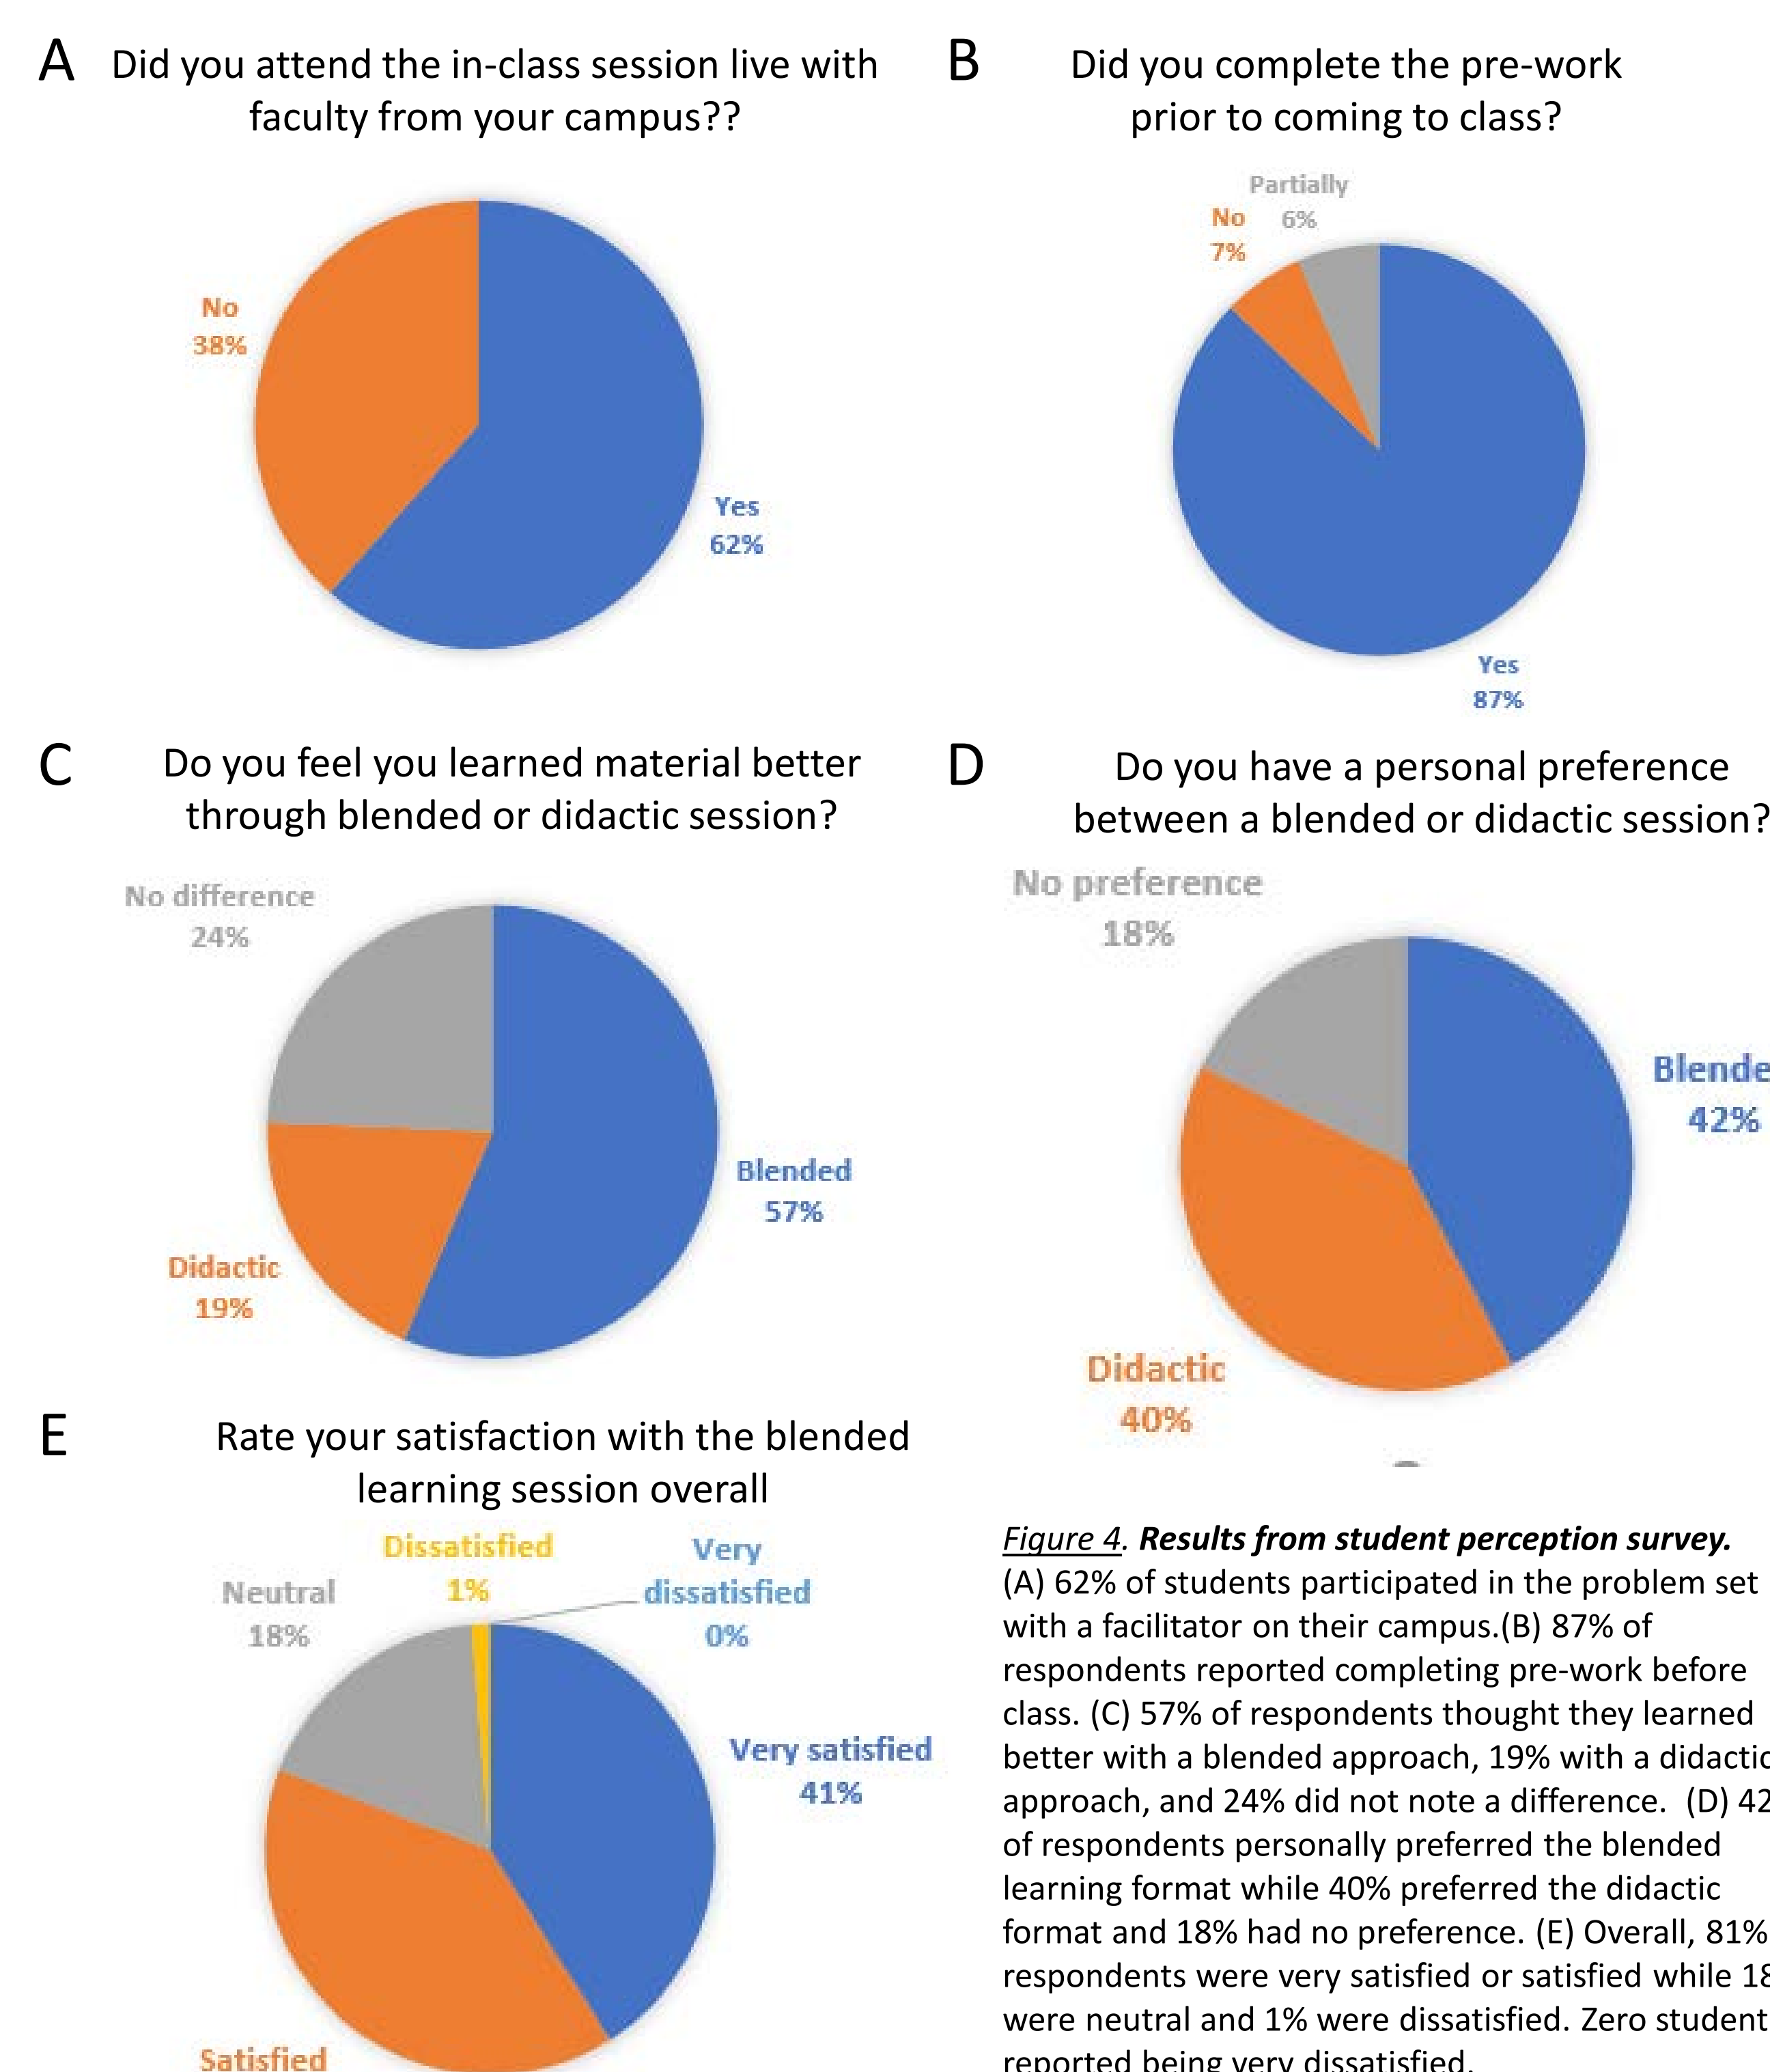 A
Did you attend the in-class session live with
faculty from your campus??
No
38%
Yes
62%
B
Did you complete the pre-work
prior to coming to class?
Partially
6%
No
7%
Yes
87%
C
Do you feel you learned material better
through blended or didactic session?
No difference
24%
Blended
57%
Didactic
19%
D
Do you have a personal preference
between a blended or didactic session?
No preference
18%
Blende
42%
Didactic
40%
E
Rate your satisfaction with the blended
learning session overall
Dissatisfied
1%
Very
dissatisfied
0%
Neutral
18%
Very satisfied
41%
Satisfied
Figure 4. Results from student perception survey.
(A) 62% of students participated in the problem set
with a facilitator on their campus.(B) 87% of
respondents reported completing pre-work before
class. (C) 57% of respondents thought they learned
better with a blended approach, 19% with a didactic
approach, and 24% did not note a difference.  (D) 42
of respondents personally preferred the blended
learning format while 40% preferred the didactic
format and 18% had no preference. (E) Overall, 81%
respondents were very satisfied or satisfied while 18
were neutral and 1% were dissatisfied. Zero student
reported being very dissatisfied.